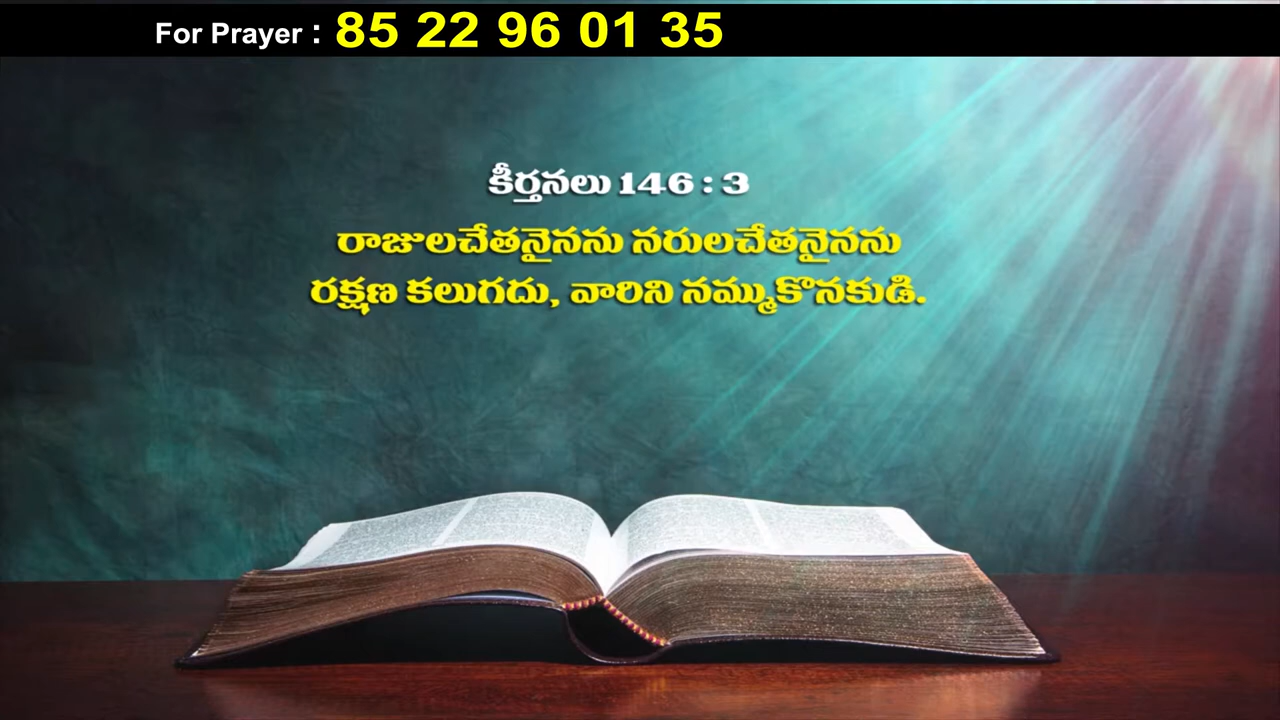 For Prayer : 85 22 96 01 35
కీర్తనలు 146 : 3
రాజులచేతనైనను నరులచేతనైనను
రక్షణ కలుగదు, వారిని నమ్ముకొనకుడి.